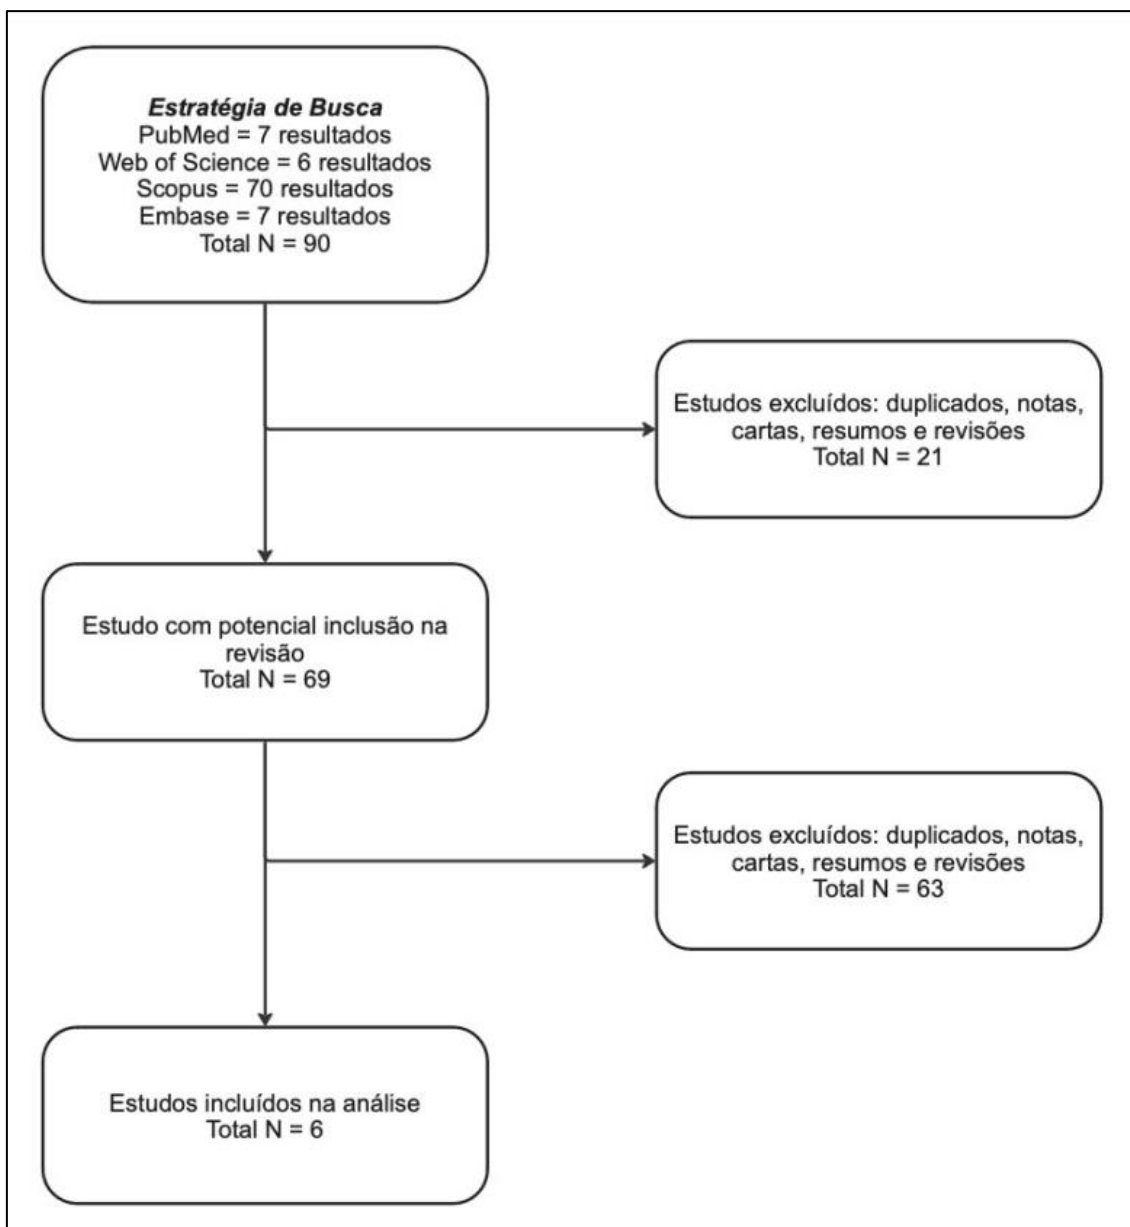 Estratégia de Busca
PubMed = 7 resultados
Web of Science = 6 resultados
Scopus = 70 resultados
Embase = 7 resultados
Total N = 90
Estudos excluídos: duplicados, notas,
cartas, resumos e revisões
Total N = 21
Estudo com potencial inclusão na
revisão
Total N = 69
Estudos excluídos: duplicados, notas,
cartas, resumos e revisões
Total N = 63
Estudos incluídos na análise
Total N = 6